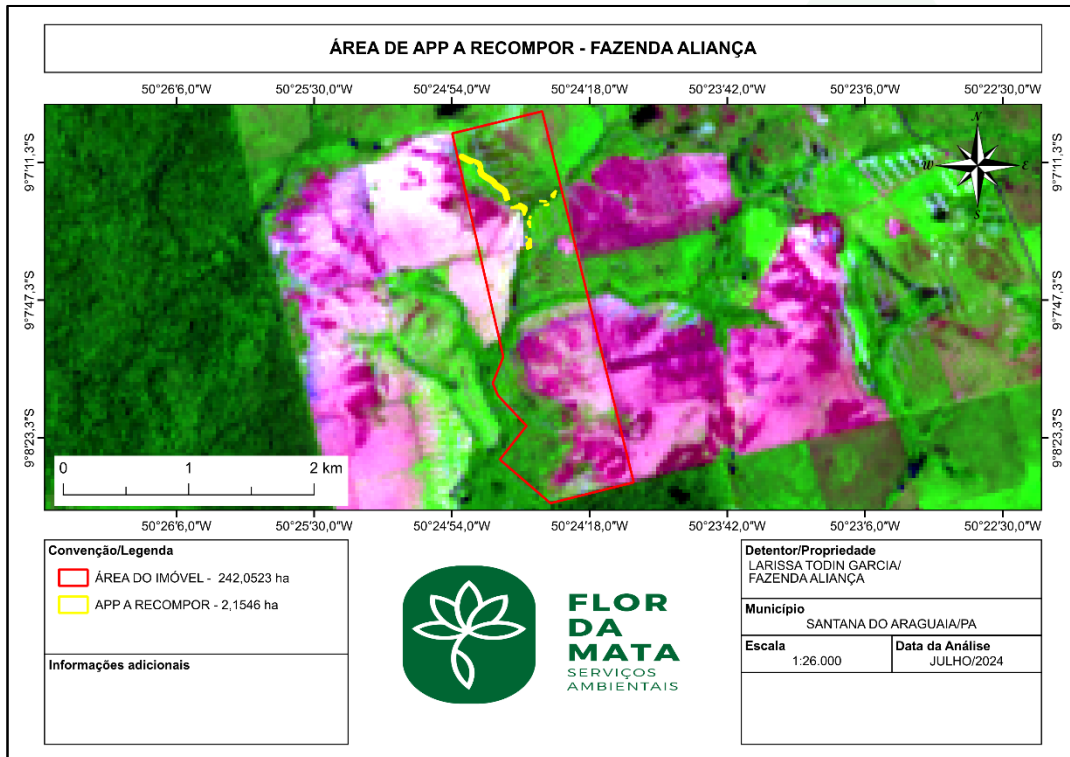 ÁREA DE APP A RECOMPOR - FAZENDA ALIANÇA
50°26'6,0"W 50°25'30,0"W 50°24'54,0"W 50°24'18,0"W 50°23'42,0"W 50°23'6,0"W 50°22'30,0"W
N
W E
S
9°7'11,3"S 9°7'11,3"S
9°7'47,3"S 9°7'47,3"S
9°8'23,3"S 9°8'23,3"S
0 1 2 km
50°26'6,0"W 50°25'30,0"W 50°24'54,0"W 50°24'18,0"W 50°23'42,0"W 50°23'6,0"W 50°22'30,0"W
Convenção/Legenda
ÁREA DO IMÓVEL - 242,0523 ha
APP A RECOMPOR - 2,1546 ha
Informações adicionais
FLOR
DA
MATA
SERVIÇOS
AMBIENTAIS
Detentor/Propriedade
LARISSA TODIN GARCIA/
FAZENDA ALIANÇA
Município
SANTANA DO ARAGUAIA/PA
Escala
1:26.000
Data da Análise
JULHO/2024